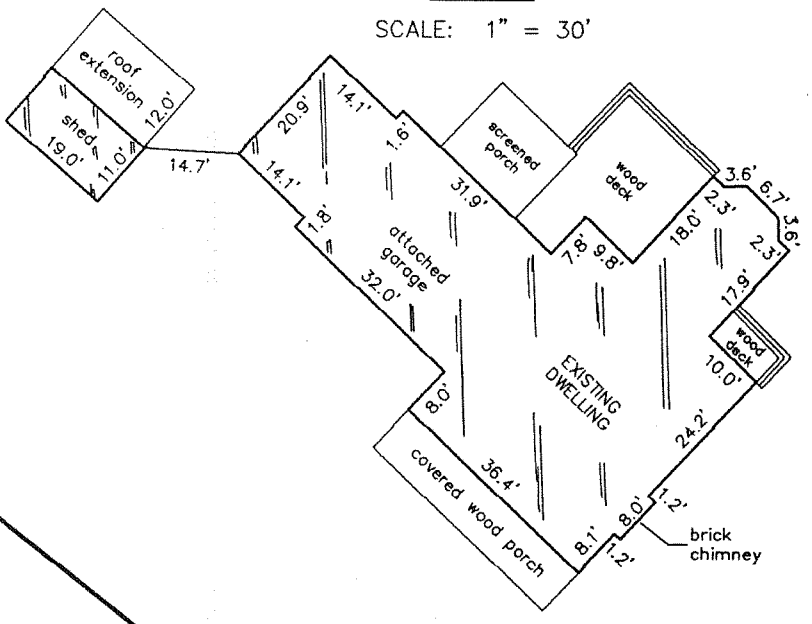 SCALE: 1" = 30'
roof
extension
12.0'
shed
19.0'
11.0'
14.7'
20.9'
14.1'
1.6'
14.1'
1.8'
31.9'
attached
garage
32.0'
screened
porch
wood
deck
7.8'
9.8'
18.0'
2.3'
3.6'
6.7'
3.6'
2.3'
17.9'
wood
deck
10.0'
EXISTING
DWELLING
8.0'
36.4'
covered wood porch
24.2'
1.2'
8.0'
8.1'
1.2'
brick
chimney